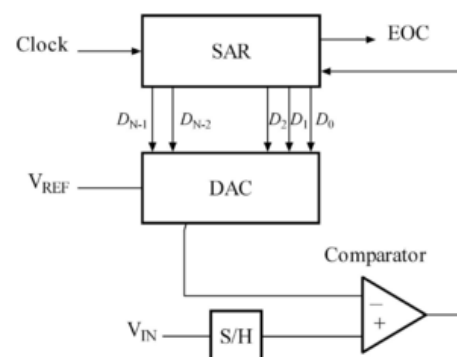 Clock
SAR
EOC
D_N-1
D_N-2
D_2
D_1
D_0
V_REF
DAC
Comparator
−
+
V_IN
S/H